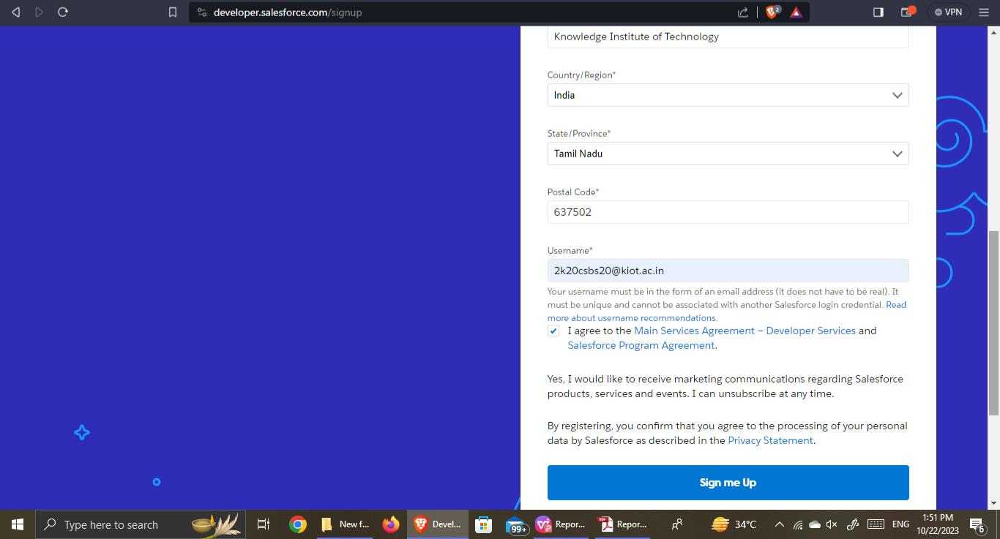 developer.salesforce.com/signup
2
VPN
Knowledge Institute of Technology
Country/Region*
India
State/Province*
Tamil Nadu
Postal Code*
637502
Username*
2k20csbs20@kiot.ac.in
Your username must be in the form of an email address (it does not have to be real). It
must be unique and cannot be associated with another Salesforce login credential. Read
more about username recommendations.
I agree to the Main Services Agreement – Developer Services and
Salesforce Program Agreement.
Yes, I would like to receive marketing communications regarding Salesforce
products, services and events. I can unsubscribe at any time.
By registering, you confirm that you agree to the processing of your personal
data by Salesforce as described in the Privacy Statement.
Sign me Up
Type here to search
New f...
Devel...
99+
Repor...
Repor...
34°C
ENG
1:51 PM
10/22/2023
6